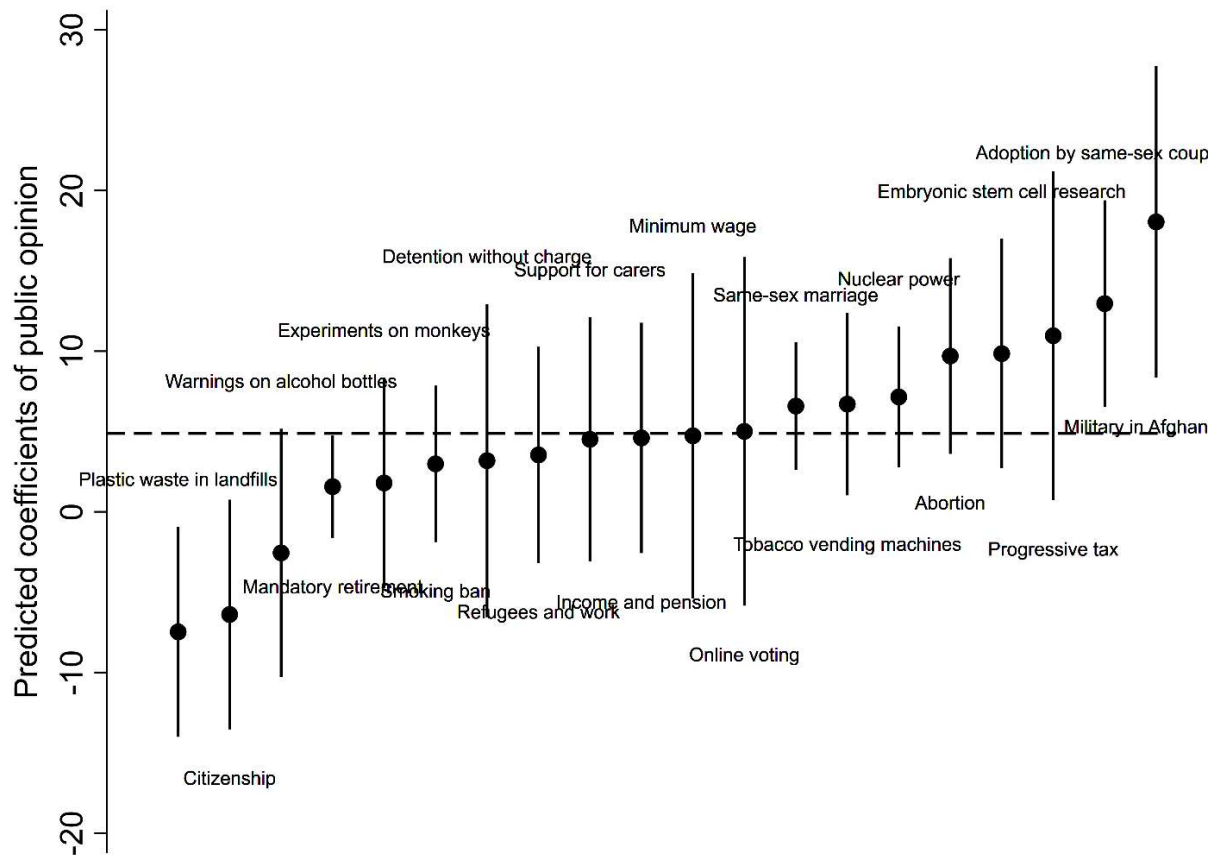 Predicted coefficients of public opinion
30
20
10
0
-10
-20
Adoption by same-sex coup
Embryonic stem cell research
Minimum wage
Detention without charge
Support for carers
Nuclear power
Same-sex marriage
Experiments on monkeys
Warnings on alcohol bottles
Military in Afghan
Plastic waste in landfills
Abortion
Tobacco vending machines
Progressive tax
Mandatory retirement
Smoking ban
Income and pension
Refugees and work
Online voting
Citizenship